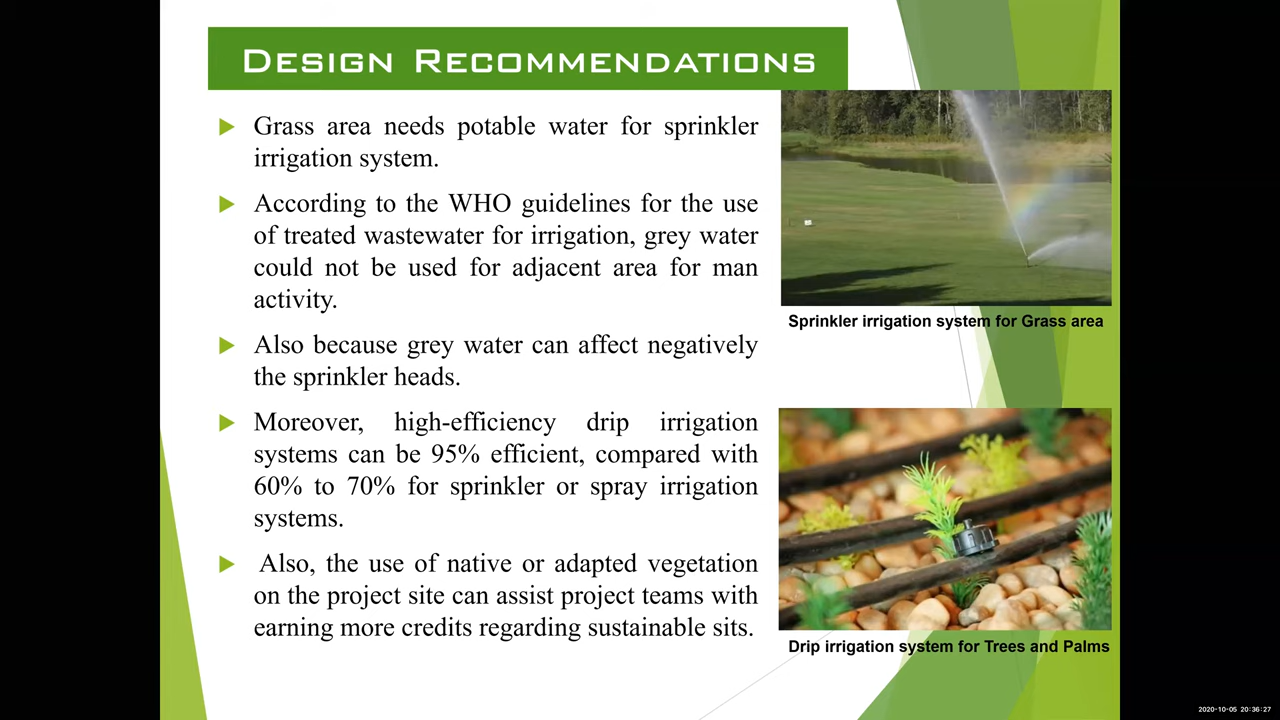 DESIGN RECOMMENDATIONS
Grass area needs potable water for sprinkler
irrigation system.
According to the WHO guidelines for the use
of treated wastewater for irrigation, grey water
could not be used for adjacent area for man
activity.
Also because grey water can affect negatively
the sprinkler heads.
Moreover, high-efficiency drip irrigation
systems can be 95% efficient, compared with
60% to 70% for sprinkler or spray irrigation
systems.
Also, the use of native or adapted vegetation
on the project site can assist project teams with
earning more credits regarding sustainable sits.
Sprinkler irrigation system for Grass area
Drip irrigation system for Trees and Palms
2020-10-05 20:36:27